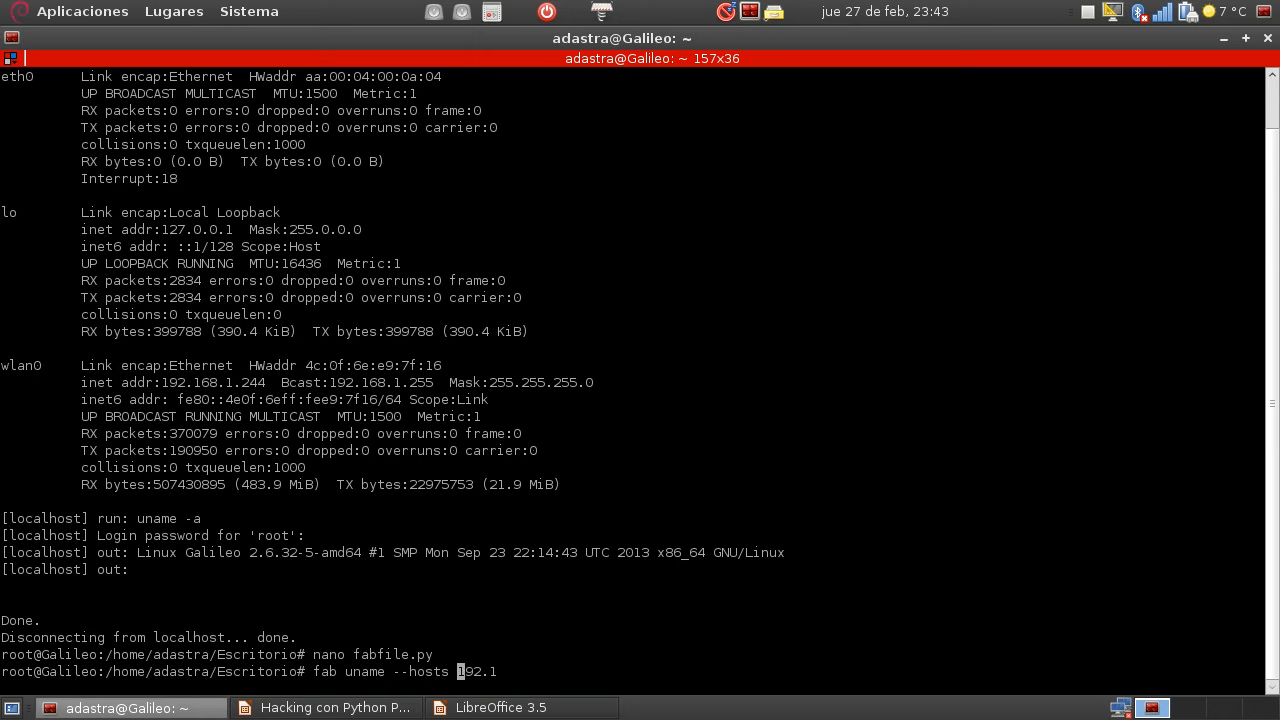 Aplicaciones Lugares Sistema jue 27 de feb, 23:43 7 °C
adastra@Galileo: ~
adastra@Galileo: ~ 157x36
eth0 Link encap:Ethernet HWaddr aa:00:04:00:0a:04
UP BROADCAST MULTICAST MTU:1500 Metric:1
RX packets:0 errors:0 dropped:0 overruns:0 frame:0
TX packets:0 errors:0 dropped:0 overruns:0 carrier:0
collisions:0 txqueuelen:1000
RX bytes:0 (0.0 B) TX bytes:0 (0.0 B)
Interrupt:18
lo Link encap:Local Loopback
inet addr:127.0.0.1 Mask:255.0.0.0
inet6 addr: ::1/128 Scope:Host
UP LOOPBACK RUNNING MTU:16436 Metric:1
RX packets:2834 errors:0 dropped:0 overruns:0 frame:0
TX packets:2834 errors:0 dropped:0 overruns:0 carrier:0
collisions:0 txqueuelen:0
RX bytes:399788 (390.4 KiB) TX bytes:399788 (390.4 KiB)
wlan0 Link encap:Ethernet HWaddr 4c:0f:6e:e9:7f:16
inet addr:192.168.1.244 Bcast:192.168.1.255 Mask:255.255.255.0
inet6 addr: fe80::4e0f:6eff:fee9:7f16/64 Scope:Link
UP BROADCAST RUNNING MULTICAST MTU:1500 Metric:1
RX packets:370079 errors:0 dropped:0 overruns:0 frame:0
TX packets:190950 errors:0 dropped:0 overruns:0 carrier:0
collisions:0 txqueuelen:1000
RX bytes:507430895 (483.9 MiB) TX bytes:22975753 (21.9 MiB)
[localhost] run: uname -a
[localhost] Login password for 'root':
[localhost] out: Linux Galileo 2.6.32-5-amd64 #1 SMP Mon Sep 23 22:14:43 UTC 2013 x86_64 GNU/Linux
[localhost] out:
Done.
Disconnecting from localhost... done.
root@Galileo:/home/adastra/Escritorio# nano fabfile.py
root@Galileo:/home/adastra/Escritorio# fab uname --hosts 192.1
adastra@Galileo: ~ Hacking con Python P... LibreOffice 3.5